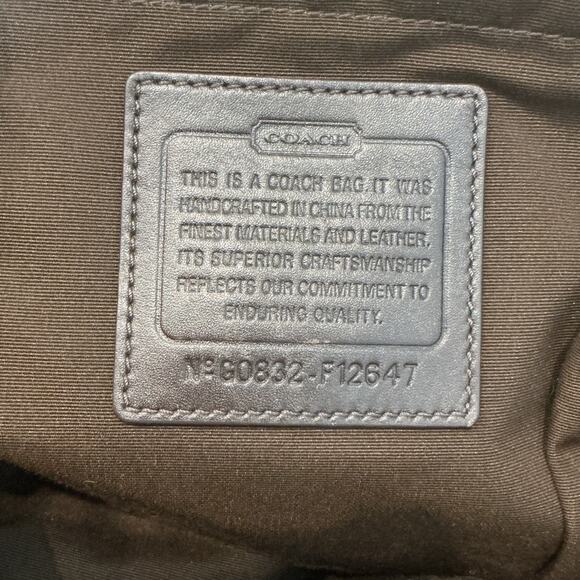 COACH
THIS IS A COACH BAG. IT WAS
HANDCRAFTED IN CHINA FROM THE
FINEST MATERIALS AND LEATHER.
ITS SUPERIOR CRAFTSMANSHIP
REFLECTS OUR COMMITMENT TO
ENDURING QUALITY.
Nº G0832-F12647